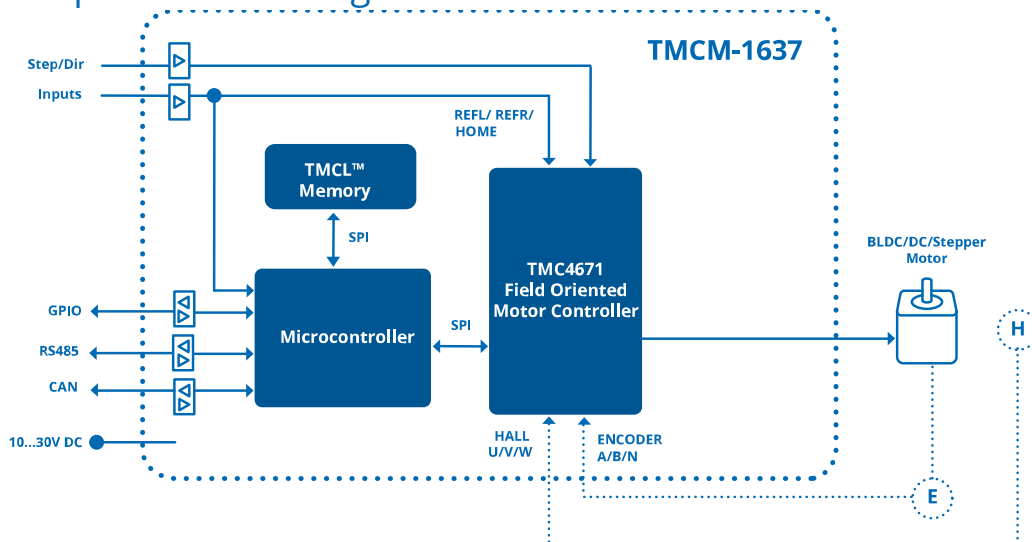 TMCM-1637
Step/Dir
Inputs
REFL/ REFR/
HOME
TMCL™
Memory
SPI
BLDC/DC/Stepper
Motor
TMC4671
Field Oriented
Motor Controller
GPIO
RS485
CAN
Microcontroller
SPI
H
10...30V DC
HALL
U/V/W
ENCODER
A/B/N
E